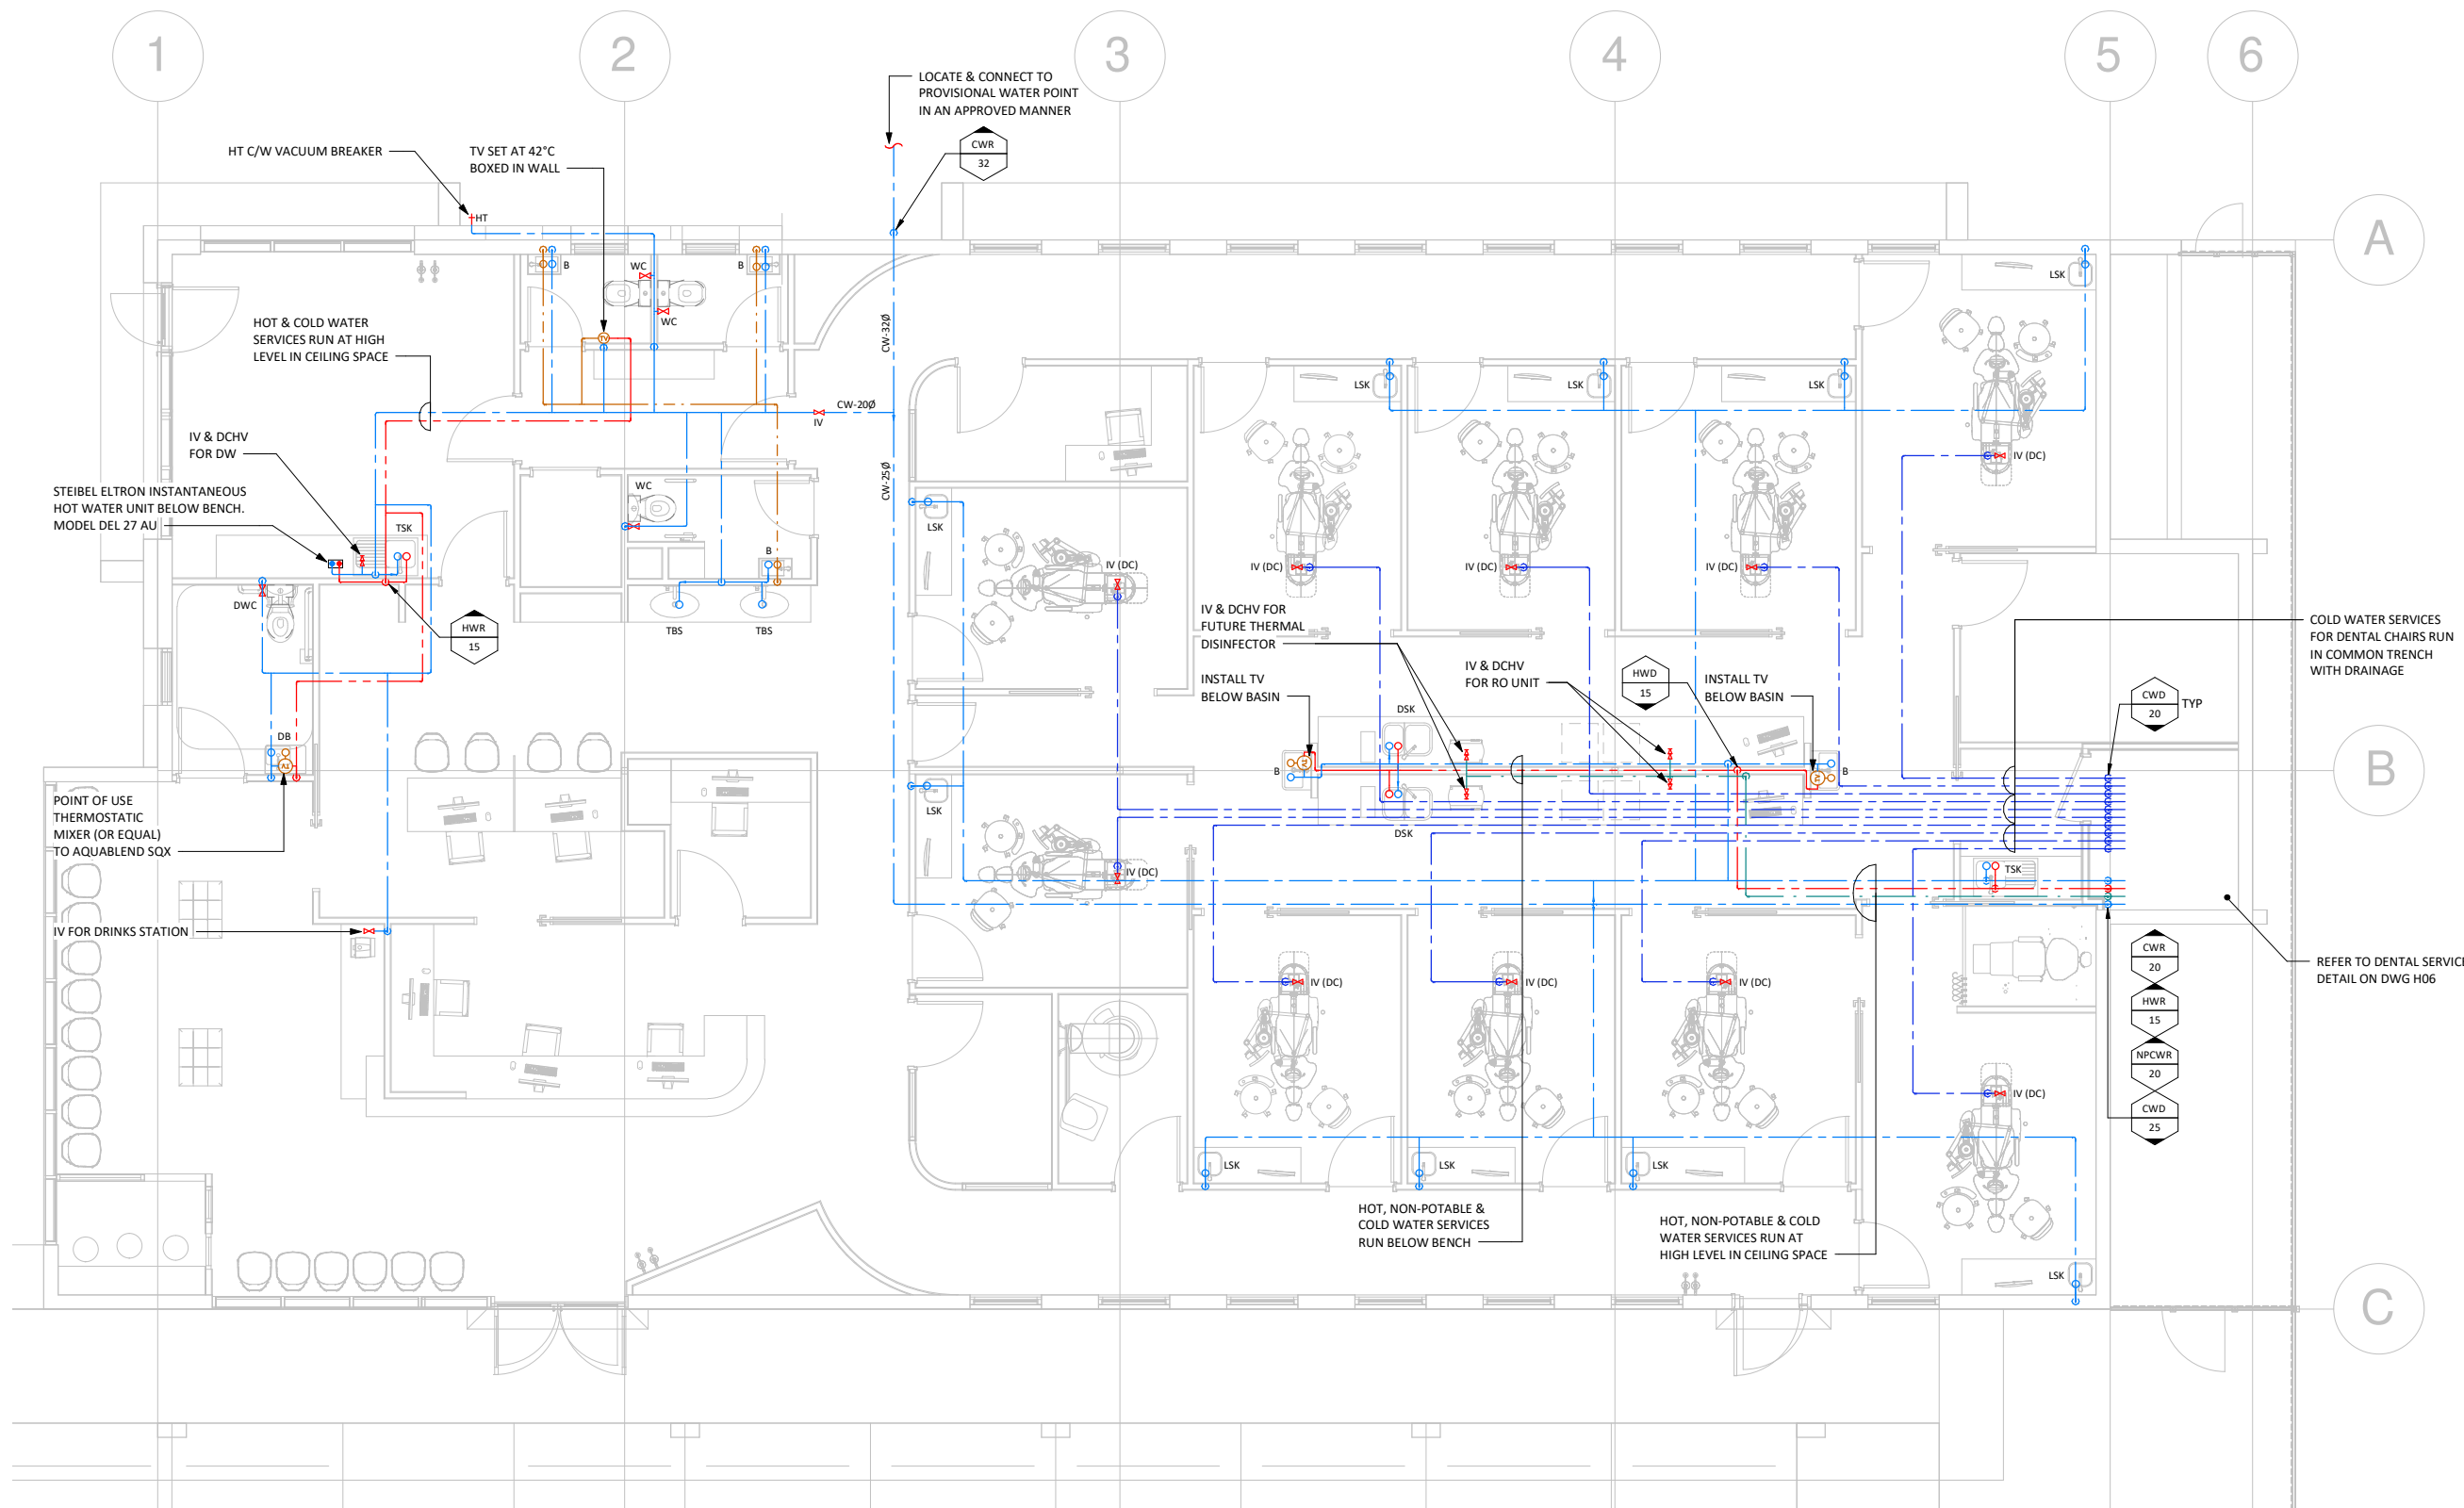 1
2
3
4
5
6
LOCATE & CONNECT TO
PROVISIONAL WATER POINT
IN AN APPROVED MANNER
CWR
32
HT C/W VACUUM BREAKER
TV SET AT 42°C
BOXED IN WALL
HT
A
B
WC
B
WC
TV
LSK
HOT & COLD WATER
SERVICES RUN AT HIGH
LEVEL IN CEILING SPACE
CW-32Ø
LSK
LSK
LSK
CW-20Ø
IV
IV & DCHV
FOR DW
IV (DC)
CW-25Ø
STEIBEL ELTRON INSTANTANEOUS
HOT WATER UNIT BELOW BENCH.
MODEL DEL 27 AU
WC
TSK
LSK
B
IV (DC)
IV (DC)
IV (DC)
IV (DC)
DWC
TBS
TBS
HWR
15
IV & DCHV FOR
FUTURE THERMAL
DISINFECTOR
COLD WATER SERVICES
FOR DENTAL CHAIRS RUN
IN COMMON TRENCH
WITH DRAINAGE
IV & DCHV
FOR RO UNIT
HWD
15
INSTALL TV
BELOW BASIN
INSTALL TV
BELOW BASIN
CWD
20
TYP
DSK
DB
TV
B
TV
TV
B
B
LSK
POINT OF USE
THERMOSTATIC
MIXER (OR EQUAL)
TO AQUABLEND SQX
DSK
IV (DC)
TSK
IV FOR DRINKS STATION
CWR
20
HWR
15
NPCWR
20
CWD
25
REFER TO DENTAL SERVICE
DETAIL ON DWG H06
IV (DC)
IV (DC)
IV (DC)
IV (DC)
LSK
LSK
LSK
HOT, NON-POTABLE &
COLD WATER SERVICES
RUN BELOW BENCH
HOT, NON-POTABLE & COLD
WATER SERVICES RUN AT
HIGH LEVEL IN CEILING SPACE
LSK
C